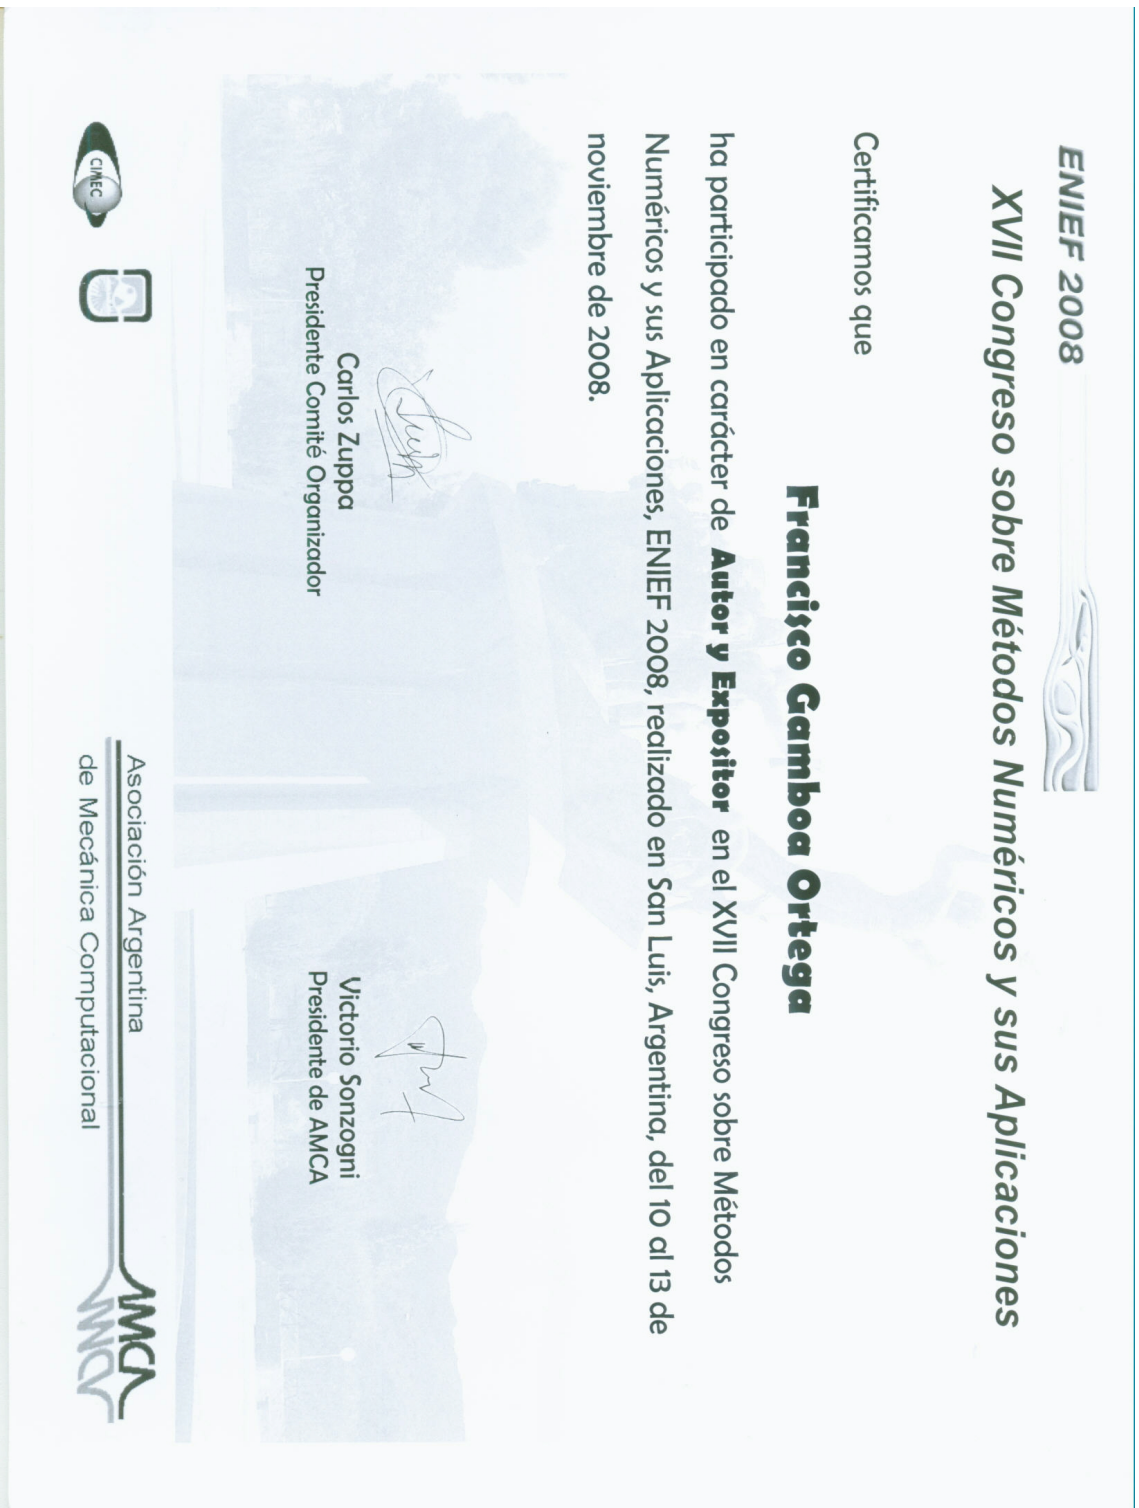 ENIEF 2008
XVII Congreso sobre Métodos Numéricos y sus Aplicaciones
Certificamos que
Francisco Gamboa Ortega
ha participado en carácter de Autor y Expositor en el XVII Congreso sobre Métodos
Numéricos y sus Aplicaciones, ENIEF 2008, realizado en San Luis, Argentina, del 10 al 13 de
noviembre de 2008.
Carlos Zuppa
Presidente Comité Organizador
Victorio Sonzogni
Presidente de AMCA
CIMEC
Asociación Argentina
de Mecánica Computacional
AMCA